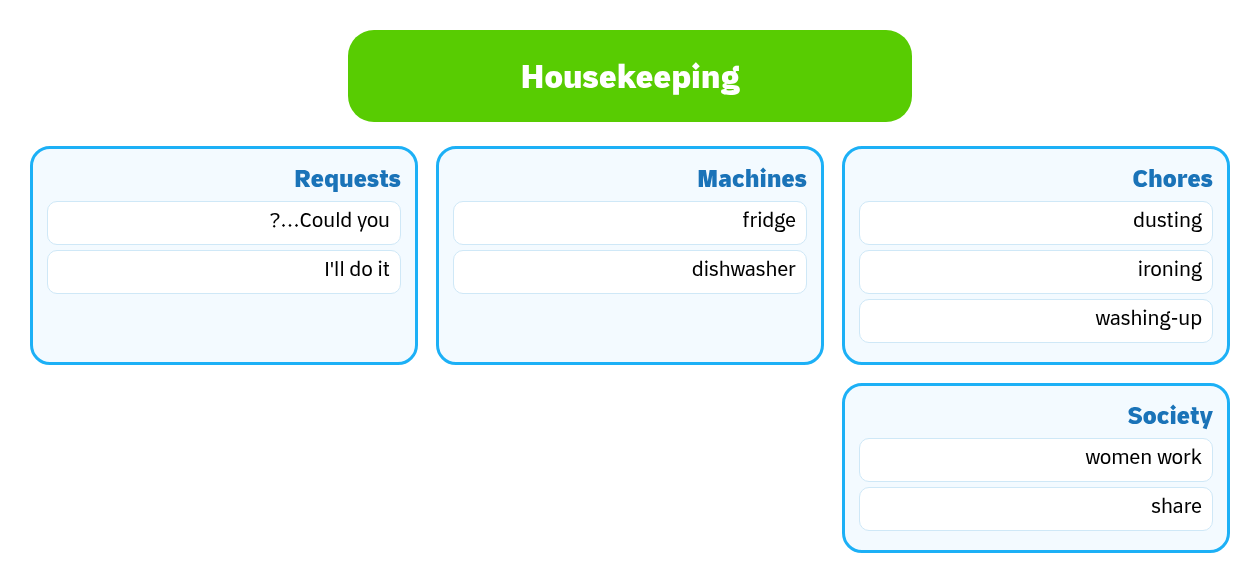 Housekeeping
Chores
dusting
ironing
washing-up
Machines
fridge
dishwasher
Requests
?…Could you
I'll do it
Society
women work
share